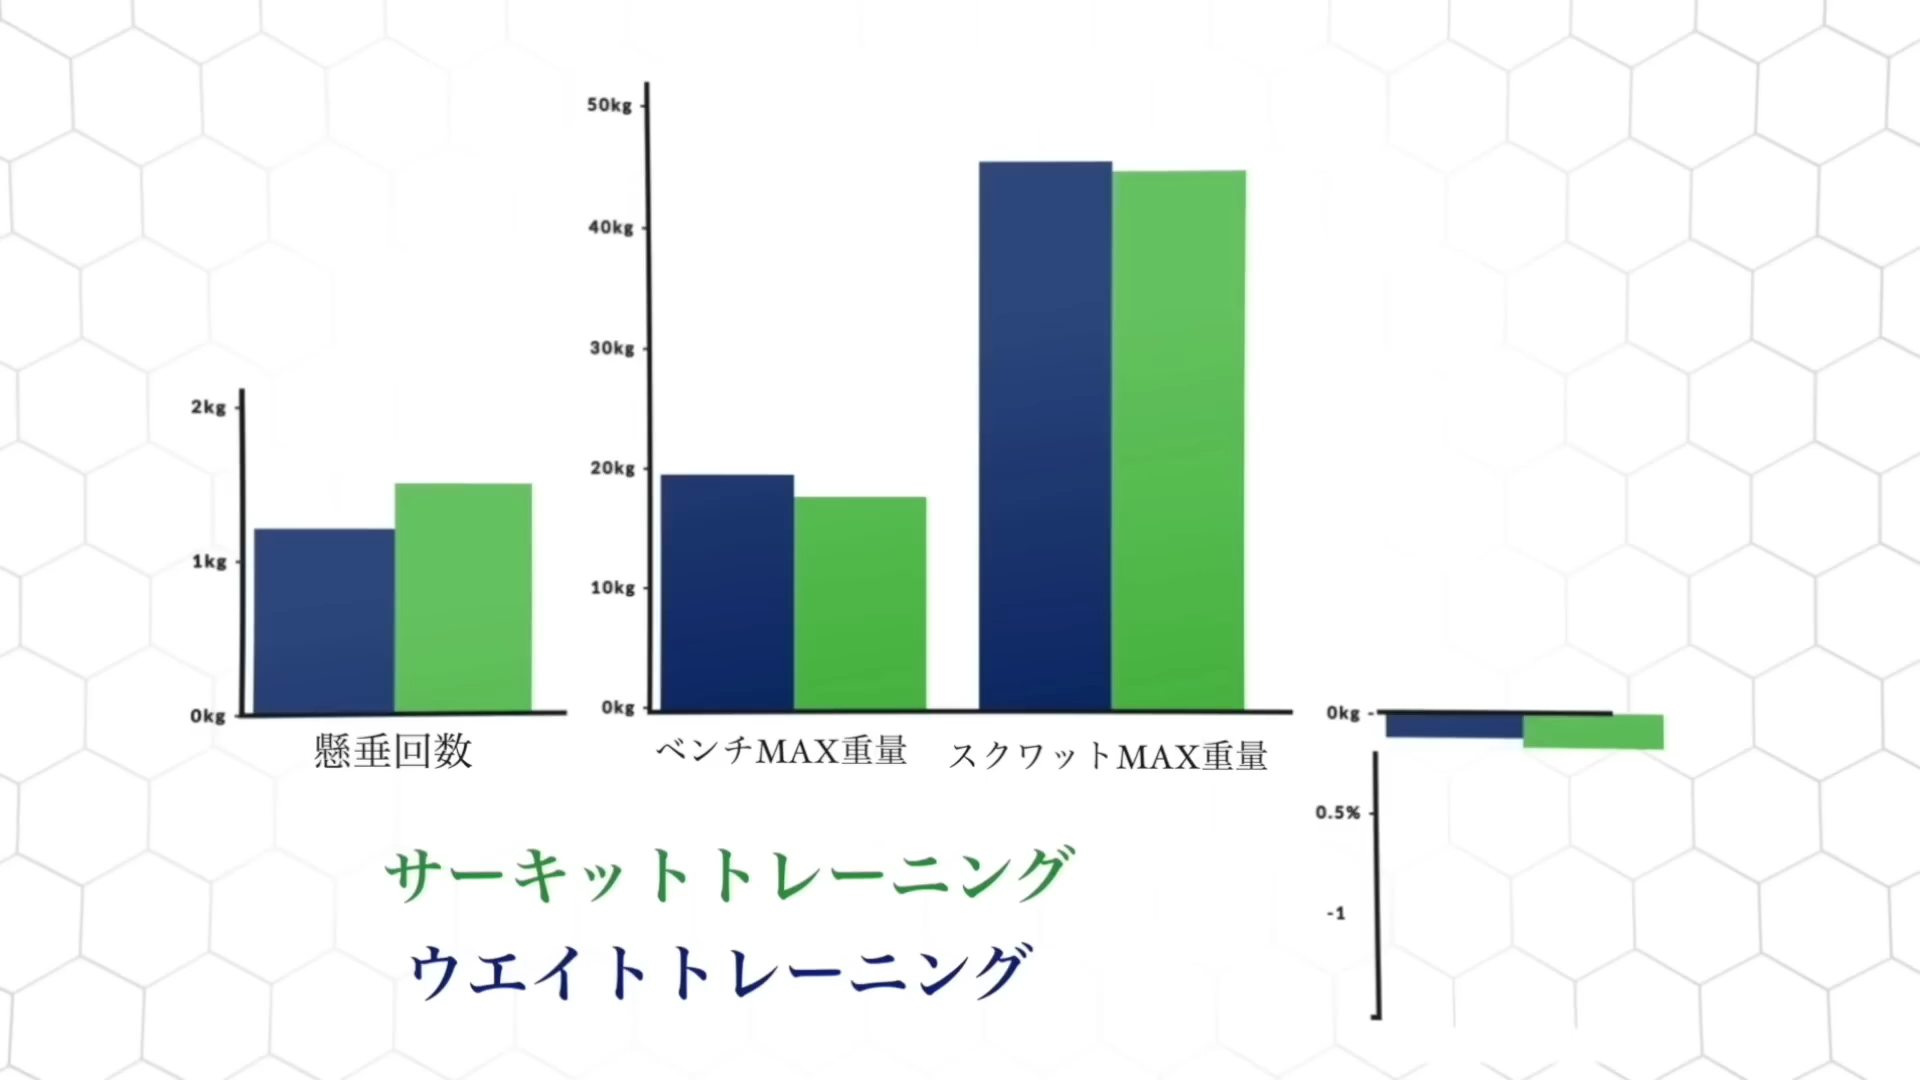 50kg
40kg
30kg
20kg
10kg
0kg
2kg
1kg
0kg
懸垂回数
ベンチMAX重量
スクワットMAX重量
0kg
0.5%
-1
サーキットトレーニング
ウエイトトレーニング